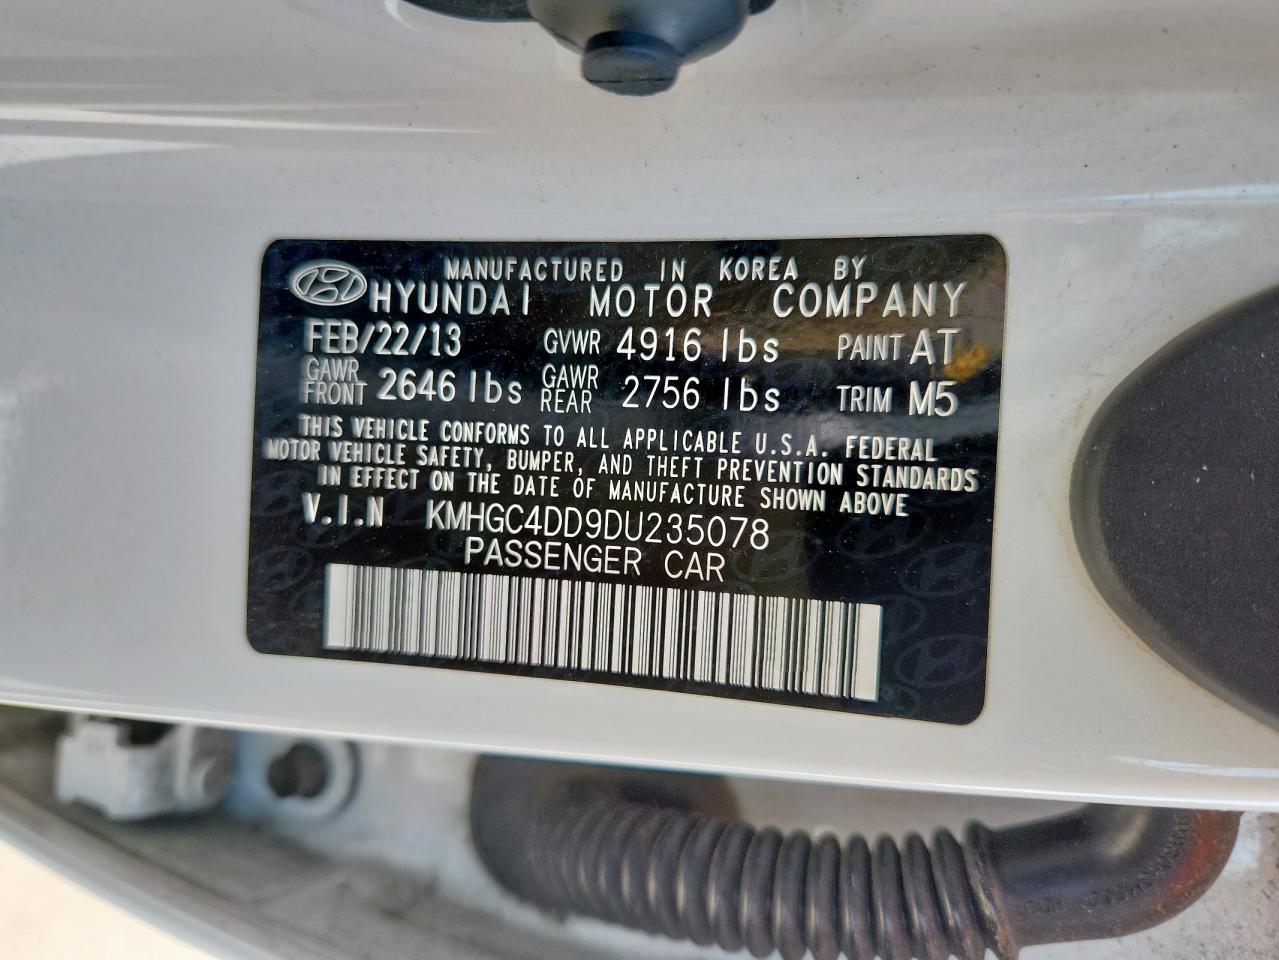 MANUFACTURED IN KOREA BY
HYUNDAI MOTOR COMPANY
FEB/22/13 GVWR 4916 lbs PAINT AT
GAWR FRONT 2646 lbs GAWR REAR 2756 lbs TRIM M5
THIS VEHICLE CONFORMS TO ALL APPLICABLE U.S.A. FEDERAL
MOTOR VEHICLE SAFETY, BUMPER, AND THEFT PREVENTION STANDARDS
IN EFFECT ON THE DATE OF MANUFACTURE SHOWN ABOVE
V.I.N KMHGC4DD9DU235078
PASSENGER CAR